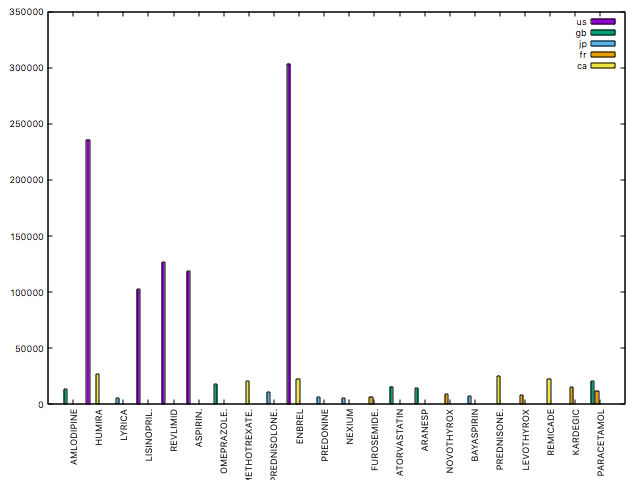 350000
300000
250000
200000
150000
100000
50000
0
us
gb
jp
fr
ca
AMLODIPINE
HUMIRA
LYRICA
LISINOPRIL.
REVLIMID
ASPIRIN.
OMEPRAZOLE.
METHOTREXATE.
PREDNISOLONE.
ENBREL
PREDONINE
NEXIUM
FUROSEMIDE.
ATORVASTATIN
ARANESP
NOVOTHYROX
BAYASPIRIN
PREDNISONE.
LEVOTHYROX
REMICADE
KARDEGIC
PARACETAMOL